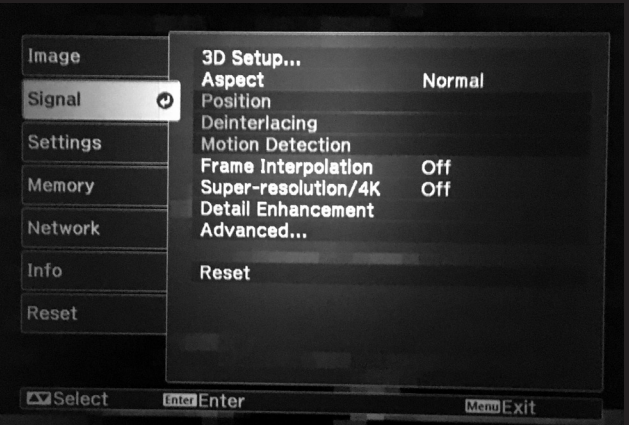 Image
Signal
Settings
Memory
Network
Info
Reset
3D Setup...
Aspect Normal
Position
Deinterlacing
Motion Detection
Frame Interpolation Off
Super-resolution/4K Off
Detail Enhancement
Advanced...
Reset
Select Enter Enter Menu Exit